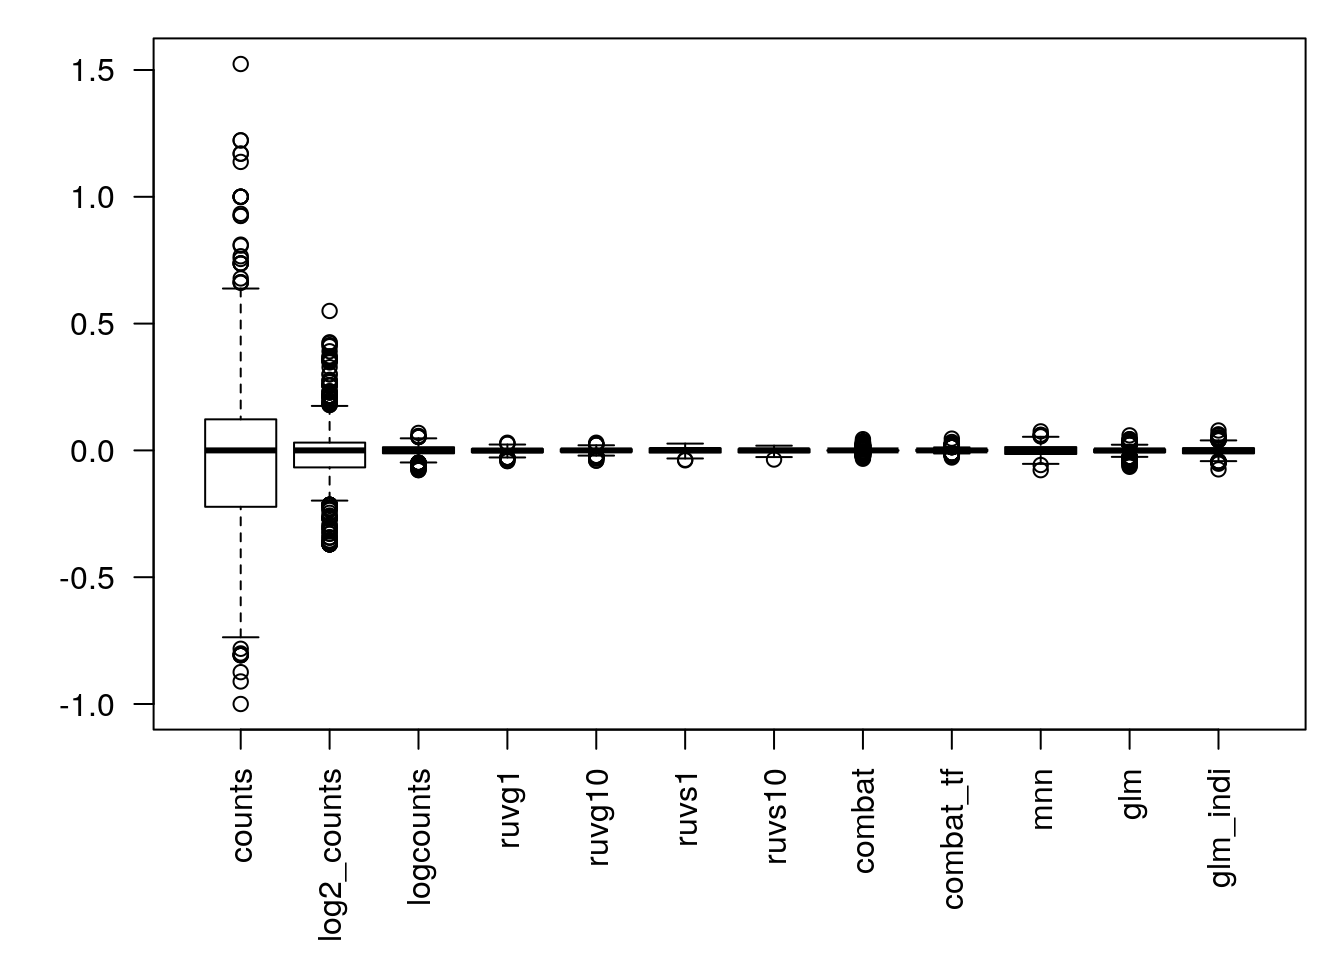 1.5
1.0
0.5
0.0
-0.5
-1.0
counts
log2_counts
logcounts
ruvg1
ruvg10
ruvs1
ruvs10
combat
combat_tf
mnn
glm
glm_indi